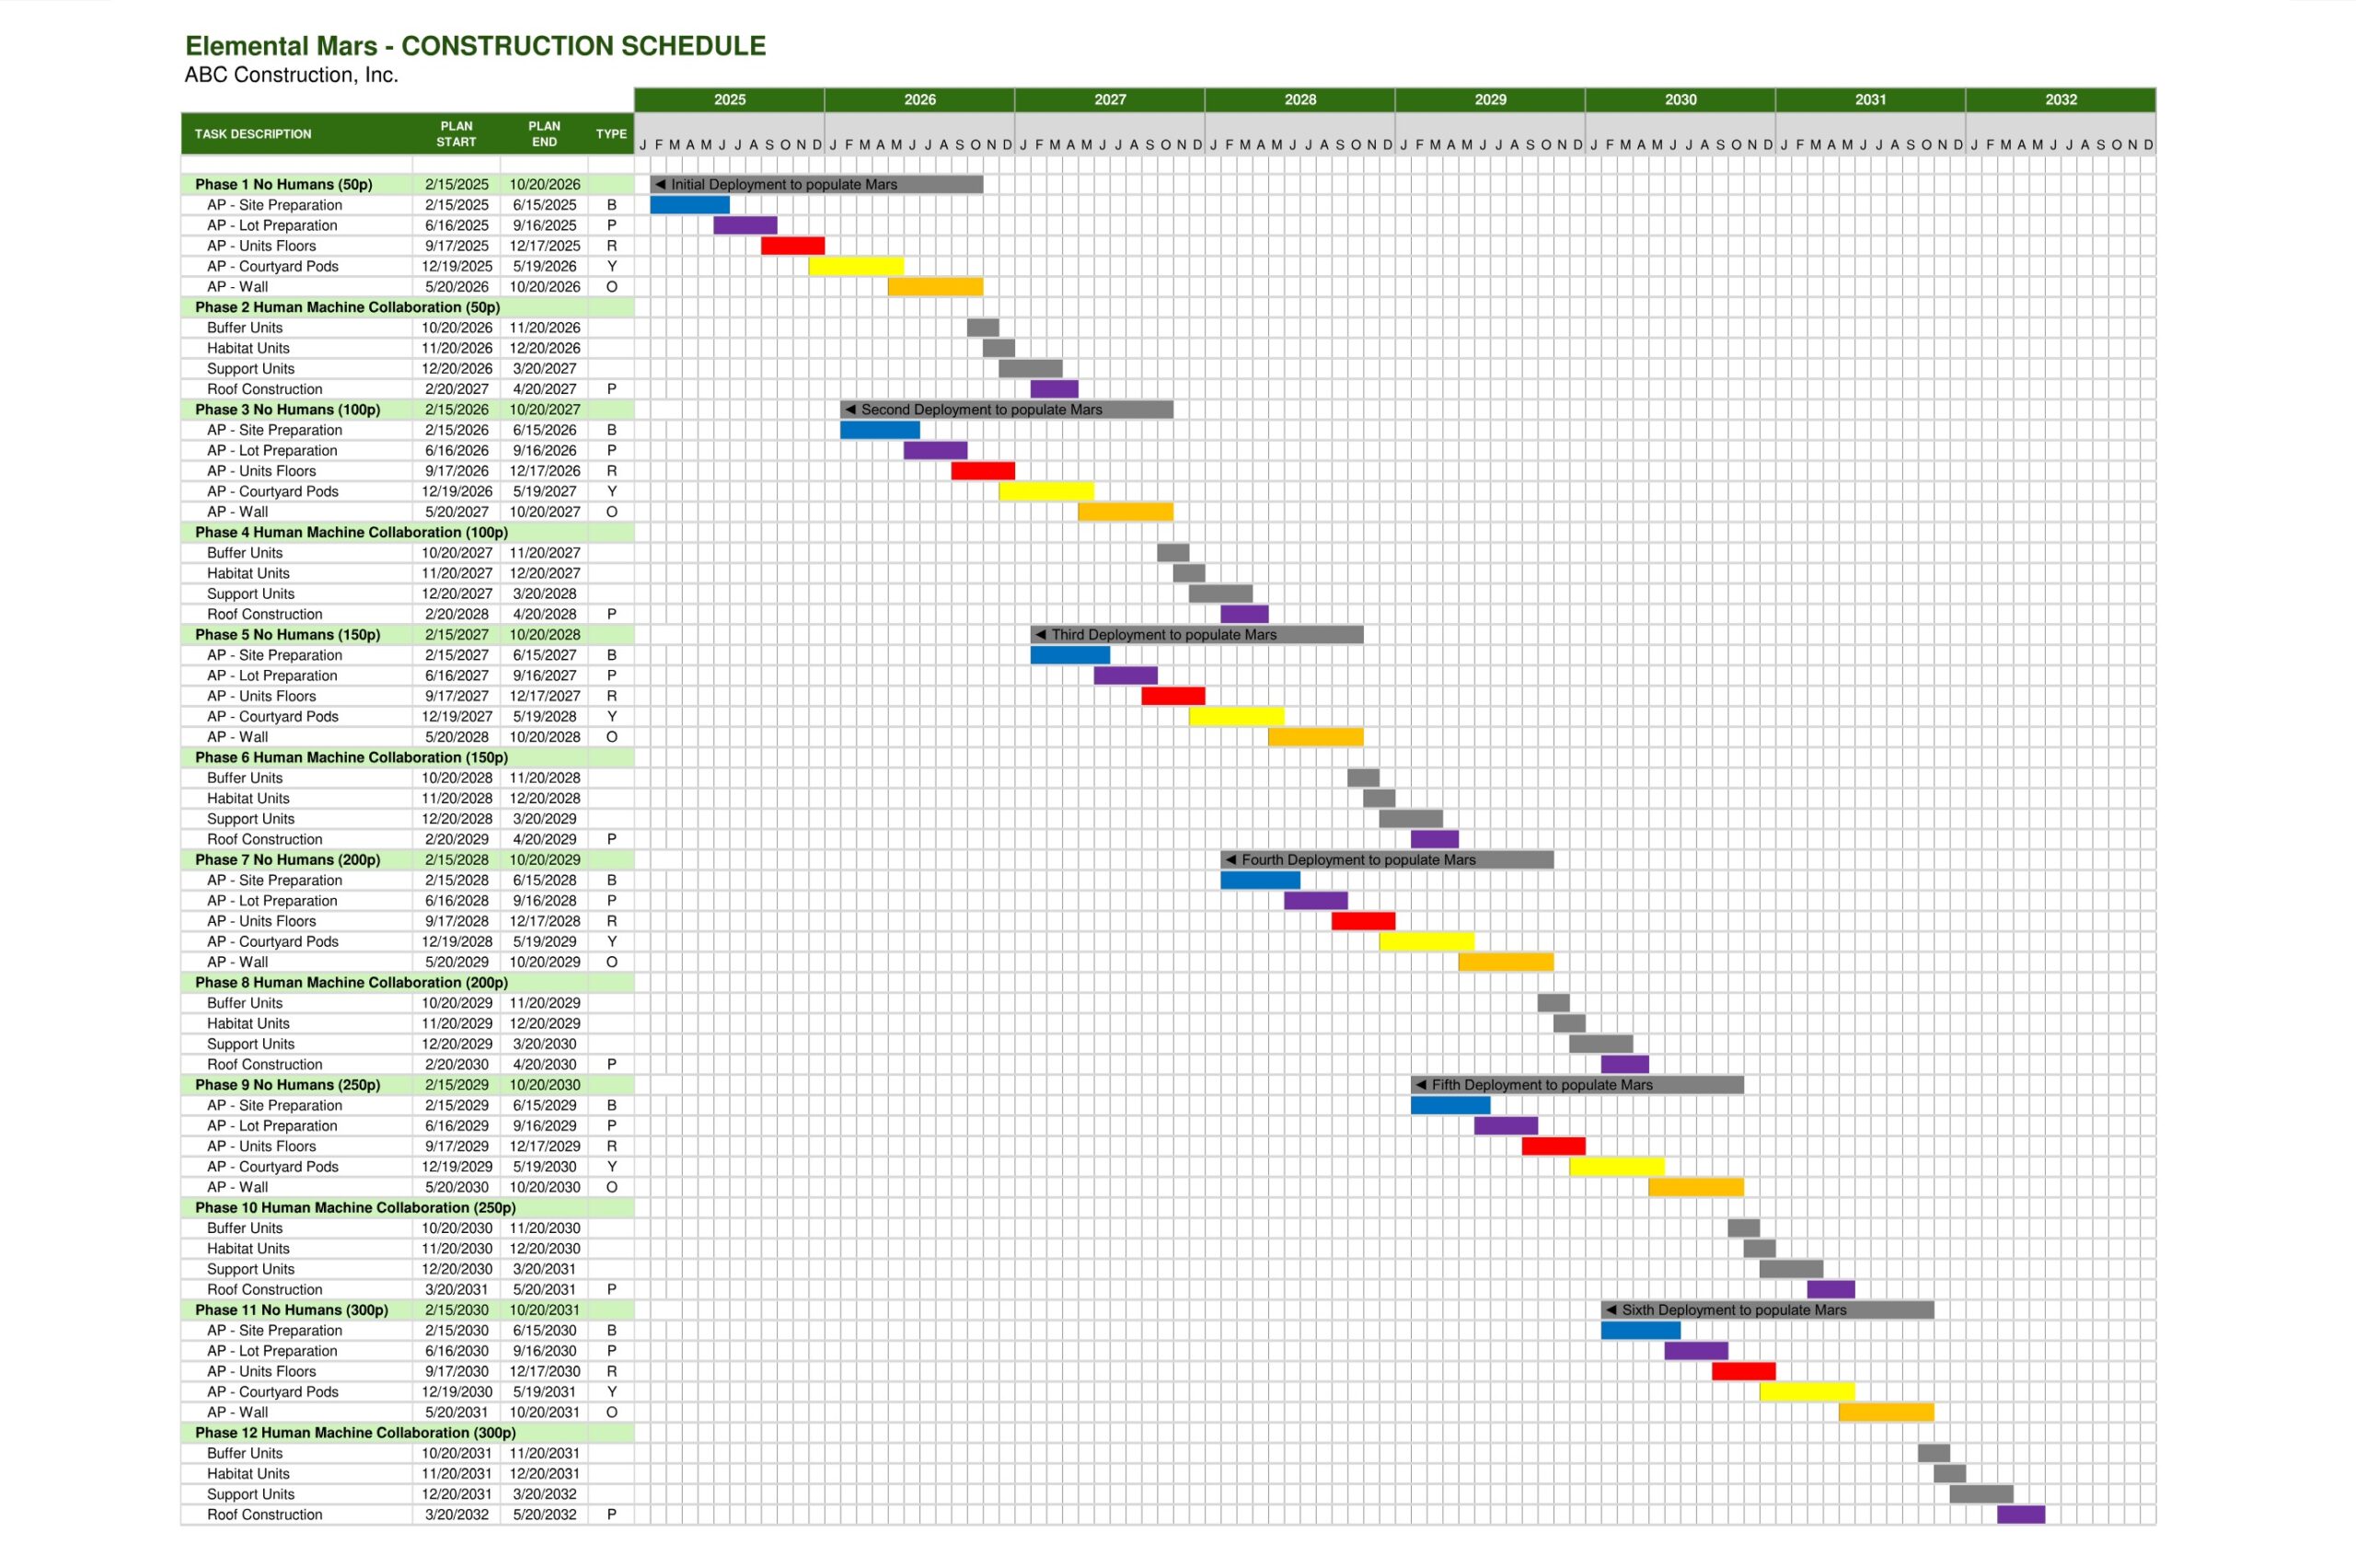 Elemental Mars - CONSTRUCTION SCHEDULE
ABC Construction, Inc.
2025 2026 2027 2028 2029 2030 2031 2032
TASK DESCRIPTION PLAN START PLAN END TYPE
J F M A M J J A S O N D J F M A M J J A S O N D J F M A M J J A S O N D J F M A M J J A S O N D J F M A M J J A S O N D J F M A M J J A S O N D J F M A M J J A S O N D J F M A M J J A S O N D
Phase 1 No Humans (50p) 2/15/2025 10/20/2026 ◄ Initial Deployment to populate Mars
AP - Site Preparation 2/15/2025 6/15/2025 B
AP - Lot Preparation 6/16/2025 9/16/2025 P
AP - Units Floors 9/17/2025 12/17/2025 R
AP - Courtyard Pods 12/19/2025 5/19/2026 Y
AP - Wall 5/20/2026 10/20/2026 O
Phase 2 Human Machine Collaboration (50p)
Buffer Units 10/20/2026 11/20/2026
Habitat Units 11/20/2026 12/20/2026
Support Units 12/20/2026 3/20/2027
Roof Construction 2/20/2027 4/20/2027 P
Phase 3 No Humans (100p) 2/15/2026 10/20/2027 ◄ Second Deployment to populate Mars
AP - Site Preparation 2/15/2026 6/15/2026 B
AP - Lot Preparation 6/16/2026 9/16/2026 P
AP - Units Floors 9/17/2026 12/17/2026 R
AP - Courtyard Pods 12/19/2026 5/19/2027 Y
AP - Wall 5/20/2027 10/20/2027 O
Phase 4 Human Machine Collaboration (100p)
Buffer Units 10/20/2027 11/20/2027
Habitat Units 11/20/2027 12/20/2027
Support Units 12/20/2027 3/20/2028
Roof Construction 2/20/2028 4/20/2028 P
Phase 5 No Humans (150p) 2/15/2027 10/20/2028 ◄ Third Deployment to populate Mars
AP - Site Preparation 2/15/2027 6/15/2027 B
AP - Lot Preparation 6/16/2027 9/16/2027 P
AP - Units Floors 9/17/2027 12/17/2027 R
AP - Courtyard Pods 12/19/2027 5/19/2028 Y
AP - Wall 5/20/2028 10/20/2028 O
Phase 6 Human Machine Collaboration (150p)
Buffer Units 10/20/2028 11/20/2028
Habitat Units 11/20/2028 12/20/2028
Support Units 12/20/2028 3/20/2029
Roof Construction 2/20/2029 4/20/2029 P
Phase 7 No Humans (200p) 2/15/2028 10/20/2029 ◄ Fourth Deployment to populate Mars
AP - Site Preparation 2/15/2028 6/15/2028 B
AP - Lot Preparation 6/16/2028 9/16/2028 P
AP - Units Floors 9/17/2028 12/17/2028 R
AP - Courtyard Pods 12/19/2028 5/19/2029 Y
AP - Wall 5/20/2029 10/20/2029 O
Phase 8 Human Machine Collaboration (200p)
Buffer Units 10/20/2029 11/20/2029
Habitat Units 11/20/2029 12/20/2029
Support Units 12/20/2029 3/20/2030
Roof Construction 2/20/2030 4/20/2030 P
Phase 9 No Humans (250p) 2/15/2029 10/20/2030 ◄ Fifth Deployment to populate Mars
AP - Site Preparation 2/15/2029 6/15/2029 B
AP - Lot Preparation 6/16/2029 9/16/2029 P
AP - Units Floors 9/17/2029 12/17/2029 R
AP - Courtyard Pods 12/19/2029 5/19/2030 Y
AP - Wall 5/20/2030 10/20/2030 O
Phase 10 Human Machine Collaboration (250p)
Buffer Units 10/20/2030 11/20/2030
Habitat Units 11/20/2030 12/20/2030
Support Units 12/20/2030 3/20/2031
Roof Construction 3/20/2031 5/20/2031 P
Phase 11 No Humans (300p) 2/15/2030 10/20/2031 ◄ Sixth Deployment to populate Mars
AP - Site Preparation 2/15/2030 6/15/2030 B
AP - Lot Preparation 6/16/2030 9/16/2030 P
AP - Units Floors 9/17/2030 12/17/2030 R
AP - Courtyard Pods 12/19/2030 5/19/2031 Y
AP - Wall 5/20/2031 10/20/2031 O
Phase 12 Human Machine Collaboration (300p)
Buffer Units 10/20/2031 11/20/2031
Habitat Units 11/20/2031 12/20/2031
Support Units 12/20/2031 3/20/2032
Roof Construction 3/20/2032 5/20/2032 P